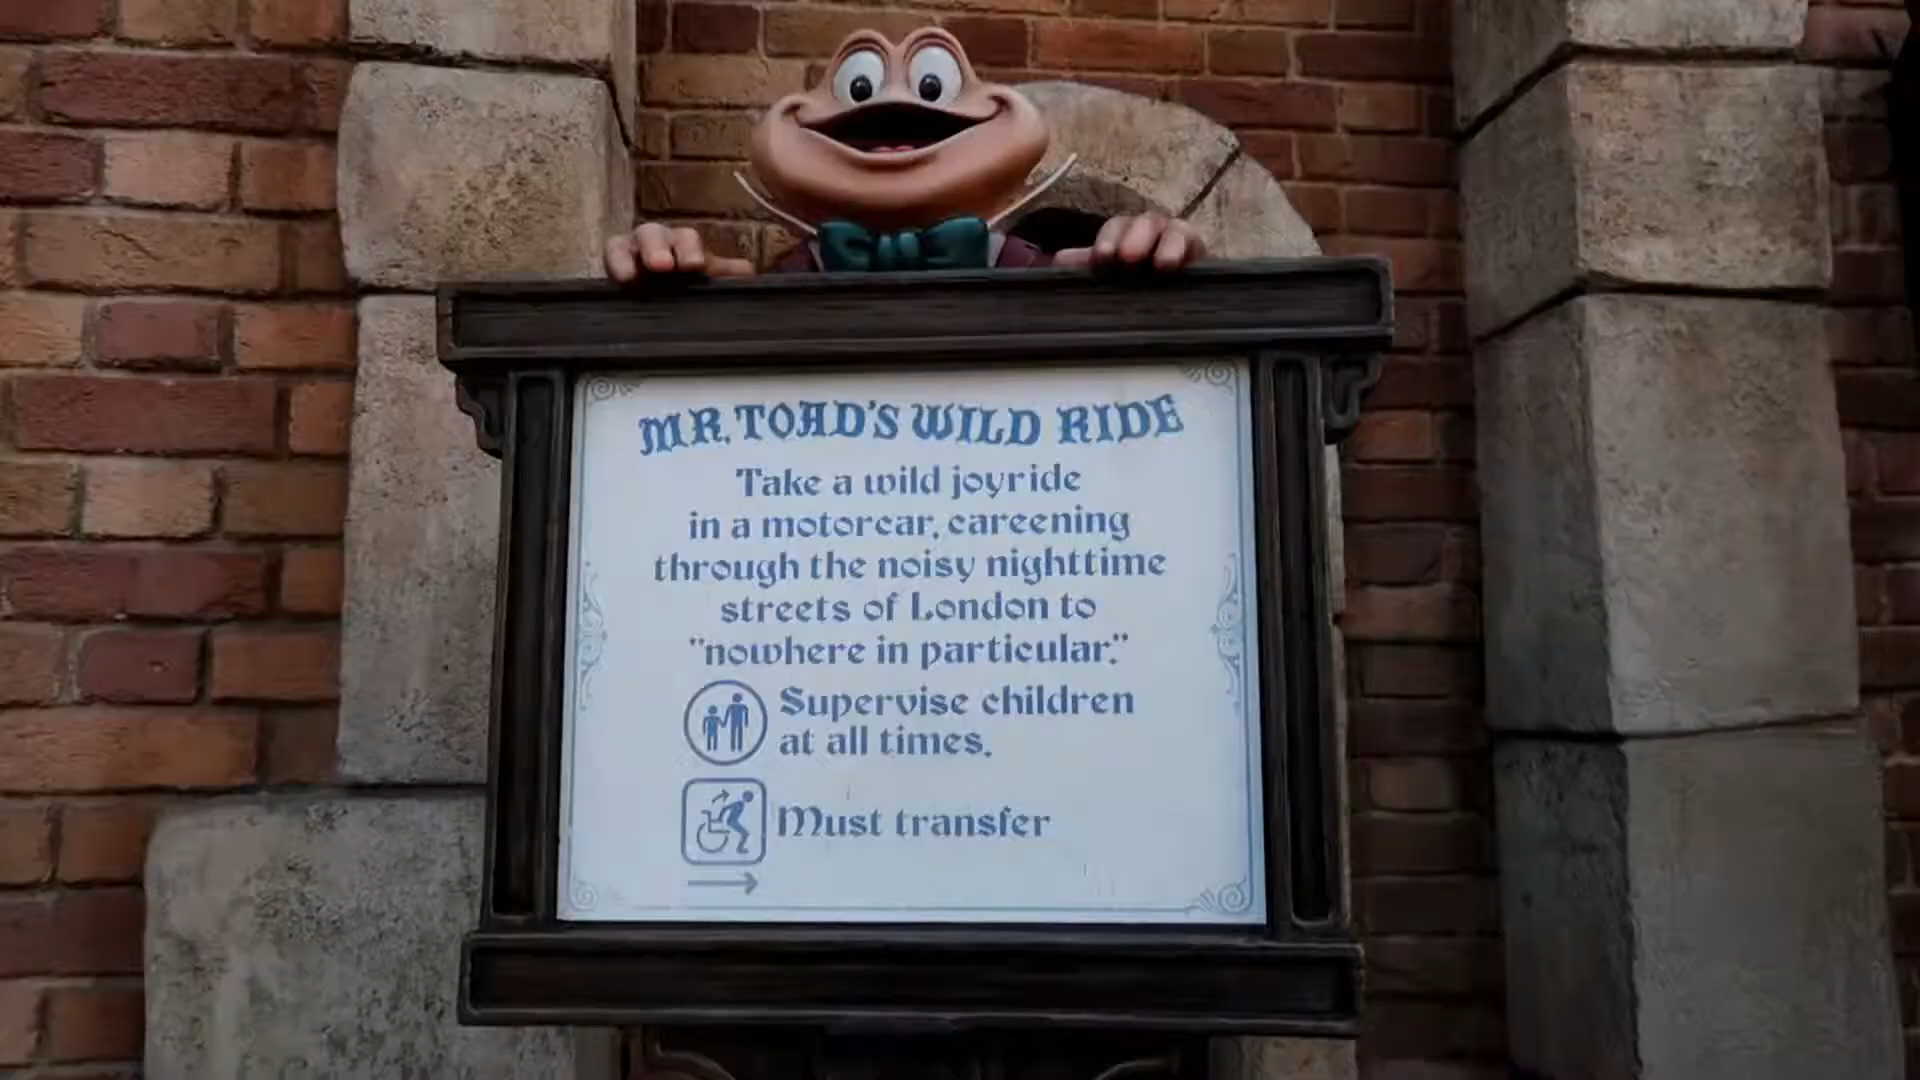 MR. TOAD'S WILD RIDE
Take a wild joyride
in a motorcar, careening
through the noisy nighttime
streets of London to
"nowhere in particular."
Supervise children
at all times.
Must transfer